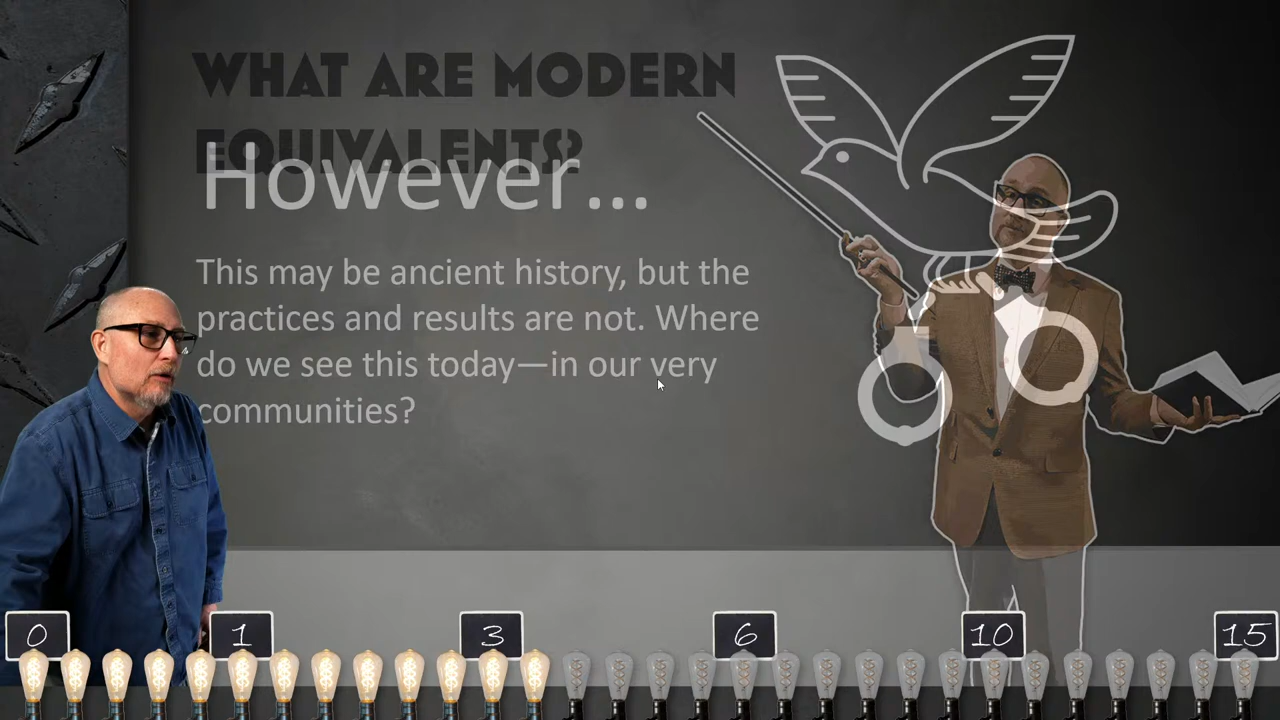 WHAT ARE MODERN
EQUIVALENTS?
However...
This may be ancient history, but the
practices and results are not. Where
do we see this today—in our very
communities?
0 1 3 6 10 15